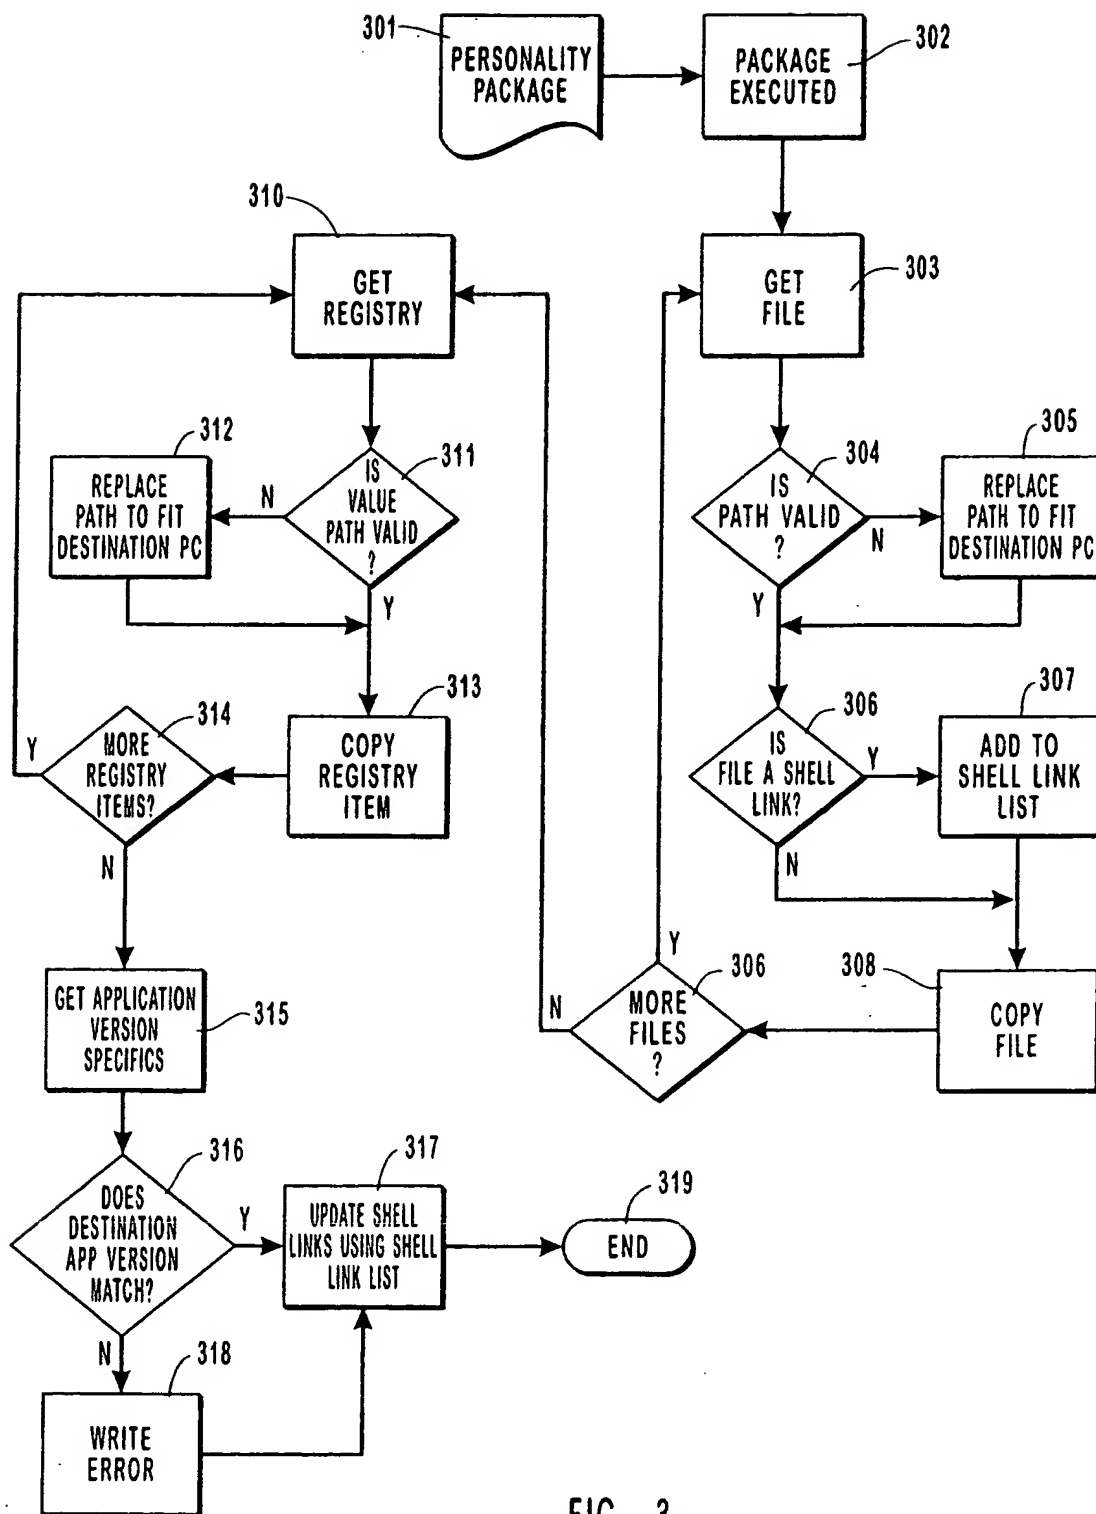 301
PERSONALITY
PACKAGE
302
PACKAGE
EXECUTED
303
GET
FILE
304
IS
PATH VALID
?
N
Y
305
REPLACE
PATH TO FIT
DESTINATION PC
306
IS
FILE A SHELL
LINK?
Y
N
307
ADD TO
SHELL LINK
LIST
308
COPY
FILE
306
MORE
FILES
?
Y
N
310
GET
REGISTRY
311
IS
VALUE
PATH VALID
?
N
Y
312
REPLACE
PATH TO FIT
DESTINATION PC
313
COPY
REGISTRY
ITEM
314
MORE
REGISTRY
ITEMS?
Y
N
315
GET APPLICATION
VERSION
SPECIFICS
316
DOES
DESTINATION
APP VERSION
MATCH?
Y
N
317
UPDATE SHELL
LINKS USING SHELL
LINK LIST
318
WRITE
ERROR
319
END
FIG. 3